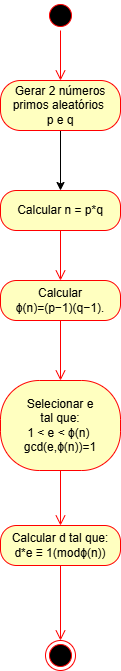 Gerar 2 números
primos aleatórios
p e q
Calcular n = p*q
Calcular
ϕ(n)=(p−1)(q−1).
Selecionar e
tal que:
1 < e < ϕ(n)
gcd(e,ϕ(n))=1
Calcular d tal que:
d*e ≡ 1(modϕ(n))